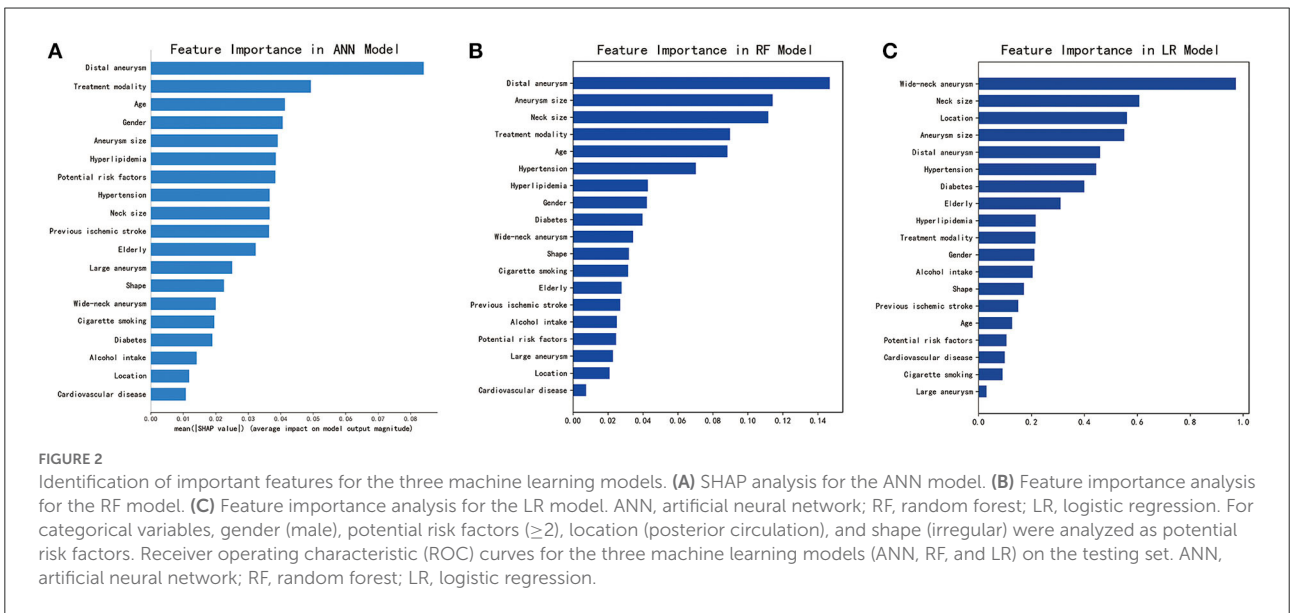 A
Feature Importance in ANN Model
Distal aneurysm
Treatment modality
Age
Gender
Aneurysm size
Hyperlipidemia
Potential risk factors
Hypertension
Neck size
Previous ischemic stroke
Elderly
Large aneurysm
Shape
Wide-neck aneurysm
Cigarette smoking
Diabetes
Alcohol intake
Location
Cardiovascular disease
0.00 0.01 0.02 0.03 0.04 0.05 0.06 0.07 0.08
mean(|SHAP value|) (average impact on model output magnitude)
B
Feature Importance in RF Model
Distal aneurysm
Aneurysm size
Neck size
Treatment modality
Age
Hypertension
Hyperlipidemia
Gender
Diabetes
Wide-neck aneurysm
Shape
Cigarette smoking
Elderly
Previous ischemic stroke
Alcohol intake
Potential risk factors
Large aneurysm
Location
Cardiovascular disease
0.00 0.02 0.04 0.06 0.08 0.10 0.12 0.14
C
Feature Importance in LR Model
Wide-neck aneurysm
Neck size
Location
Aneurysm size
Distal aneurysm
Hypertension
Diabetes
Elderly
Hyperlipidemia
Treatment modality
Gender
Alcohol intake
Shape
Previous ischemic stroke
Age
Potential risk factors
Cardiovascular disease
Cigarette smoking
Large aneurysm
0.0 0.2 0.4 0.6 0.8 1.0
FIGURE 2
Identification of important features for the three machine learning models. (A) SHAP analysis for the ANN model. (B) Feature importance analysis
for the RF model. (C) Feature importance analysis for the LR model. ANN, artificial neural network; RF, random forest; LR, logistic regression. For
categorical variables, gender (male), potential risk factors (≥2), location (posterior circulation), and shape (irregular) were analyzed as potential
risk factors. Receiver operating characteristic (ROC) curves for the three machine learning models (ANN, RF, and LR) on the testing set. ANN,
artificial neural network; RF, random forest; LR, logistic regression.